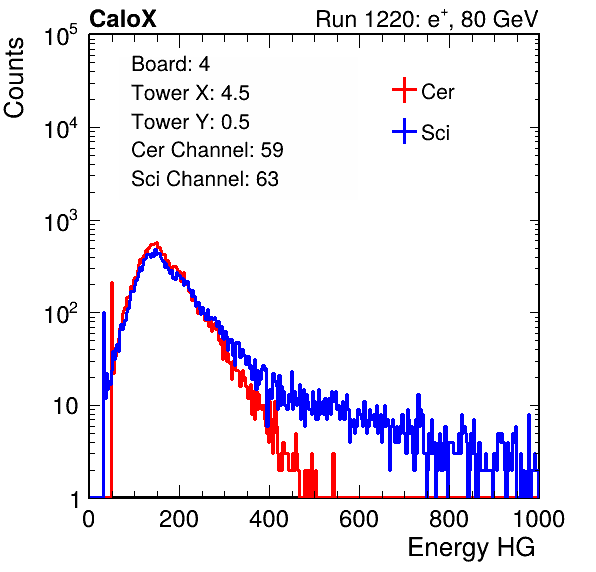 CaloX Run 1220: e⁺, 80 GeV
Counts
Board: 4
Tower X: 4.5
Tower Y: 0.5
Cer Channel: 59
Sci Channel: 63
Cer
Sci
10⁵
10⁴
10³
10²
10
1
0 200 400 600 800 1000
Energy HG